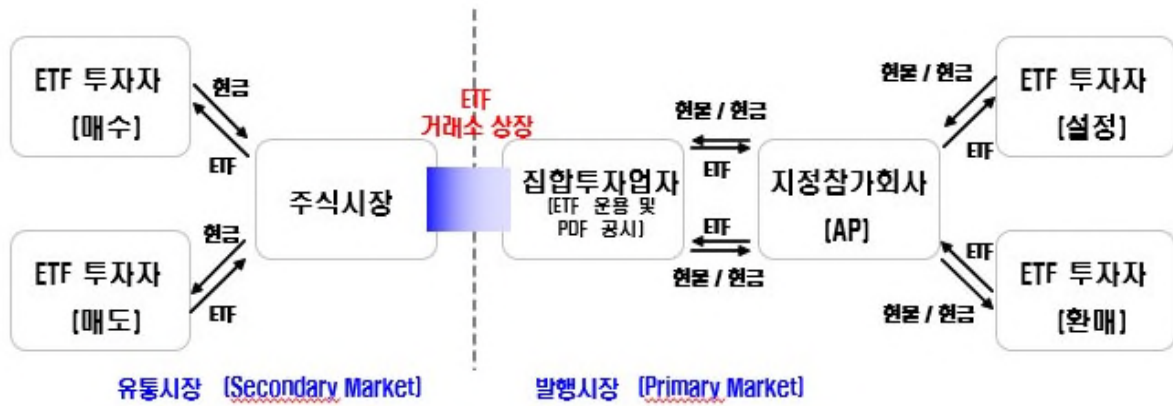 ETF 투자자
(매수)
현금
ETF
ETF 투자자
(매도)
현금
ETF
주식시장
ETF
거래소 상장
집합투자업자
(ETF 운용 및
PDF 공시)
현물 / 현금
ETF
ETF
현물 / 현금
지정참가회사
(AP)
현물 / 현금
ETF
ETF 투자자
(설정)
ETF
현물 / 현금
ETF 투자자
(환매)
유통시장 (Secondary Market)
발행시장 (Primary Market)